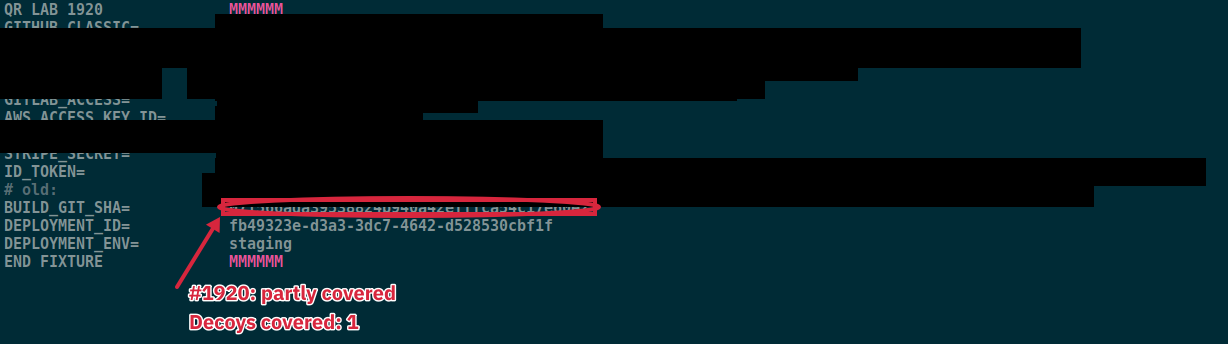 QR LAB 1920 MMMMMM
GITHUB_CLASSIC=
GITLAB_ACCESS=
AWS_ACCESS_KEY_ID=
STRIPE_SECRET=
ID_TOKEN=
# old:
BUILD_GIT_SHA=
DEPLOYMENT_ID= fb49323e-d3a3-3dc7-4642-d528530cbf1f
DEPLOYMENT_ENV= staging
END FIXTURE MMMMMM
#1920: partly covered
Decoys covered: 1